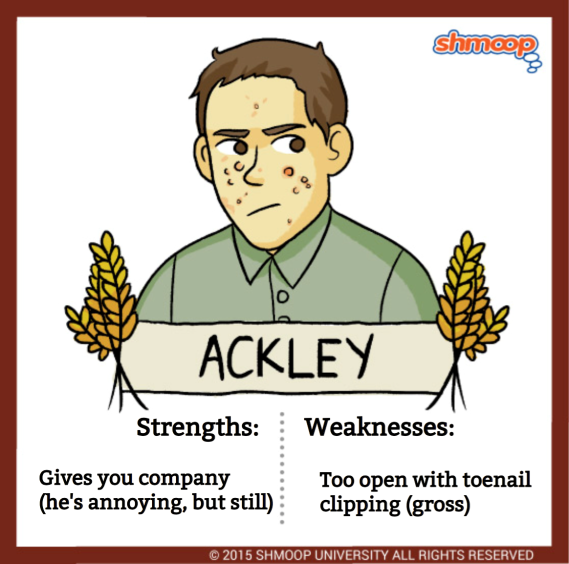 shmoop
ACKLEY
Strengths:
Weaknesses:
Gives you company
(he's annoying, but still)
Too open with toenail
clipping (gross)
© 2015 SHMOOP UNIVERSITY ALL RIGHTS RESERVED